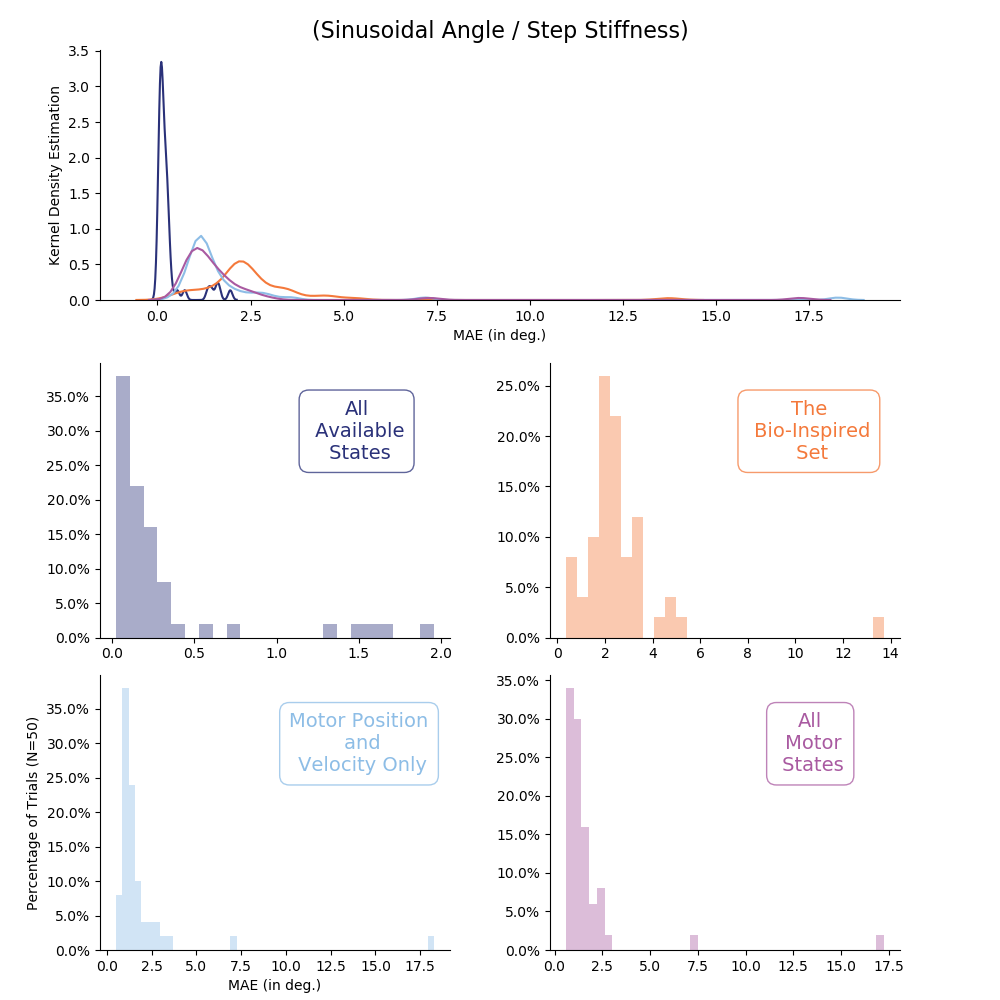 (Sinusoidal Angle / Step Stiffness)
Kernel Density Estimation
3.5
3.0
2.5
2.0
1.5
1.0
0.5
0.0
0.0 2.5 5.0 7.5 10.0 12.5 15.0 17.5
MAE (in deg.)
35.0%
30.0%
25.0%
20.0%
15.0%
10.0%
5.0%
0.0%
0.0 0.5 1.0 1.5 2.0
All
Available
States
25.0%
20.0%
15.0%
10.0%
5.0%
0.0%
0 2 4 6 8 10 12 14
The
Bio-Inspired
Set
Percentage of Trials (N=50)
35.0%
30.0%
25.0%
20.0%
15.0%
10.0%
5.0%
0.0%
0.0 2.5 5.0 7.5 10.0 12.5 15.0 17.5
MAE (in deg.)
Motor Position
and
Velocity Only
35.0%
30.0%
25.0%
20.0%
15.0%
10.0%
5.0%
0.0%
0.0 2.5 5.0 7.5 10.0 12.5 15.0 17.5
All
Motor
States